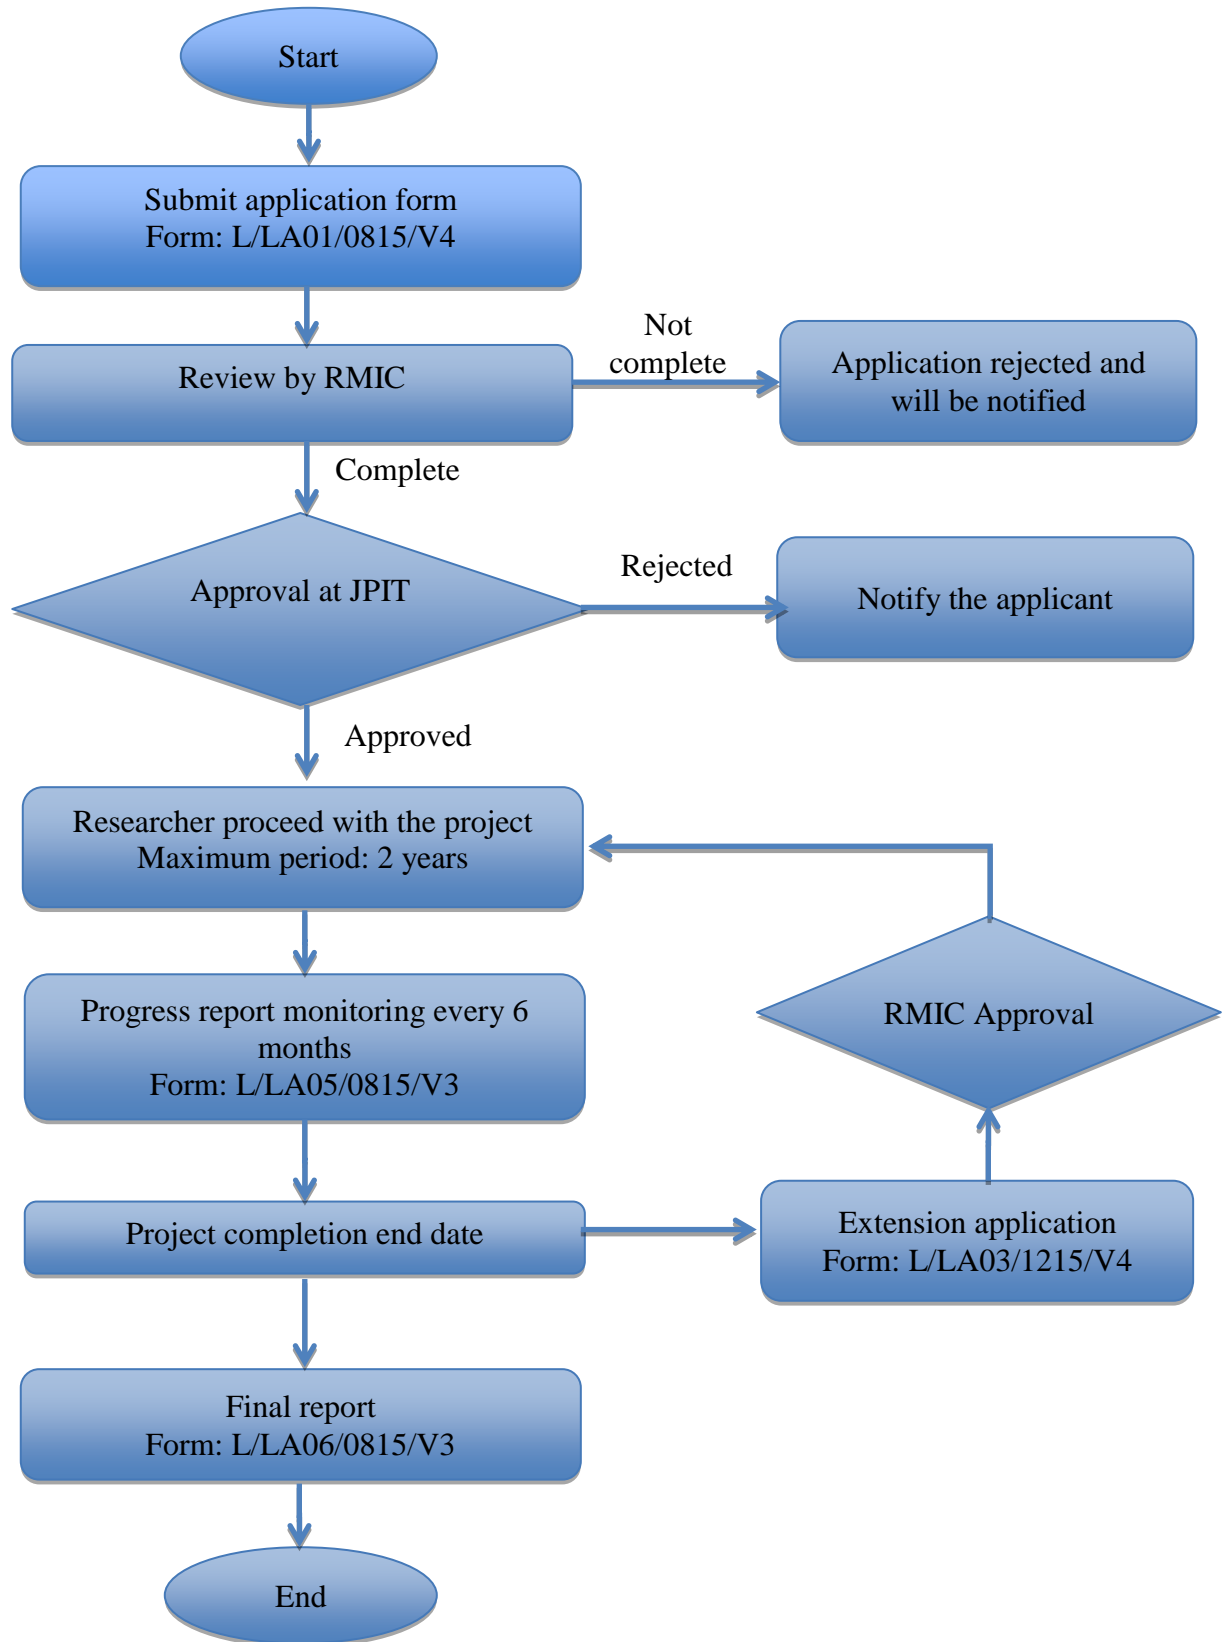 Start
Submit application form
Form: L/LA01/0815/V4
Not
complete
Review by RMIC
Application rejected and
will be notified
Complete
Approval at JPIT
Rejected
Notify the applicant
Approved
Researcher proceed with the project
Maximum period: 2 years
Progress report monitoring every 6
months
Form: L/LA05/0815/V3
RMIC Approval
Project completion end date
Extension application
Form: L/LA03/1215/V4
Final report
Form: L/LA06/0815/V3
End